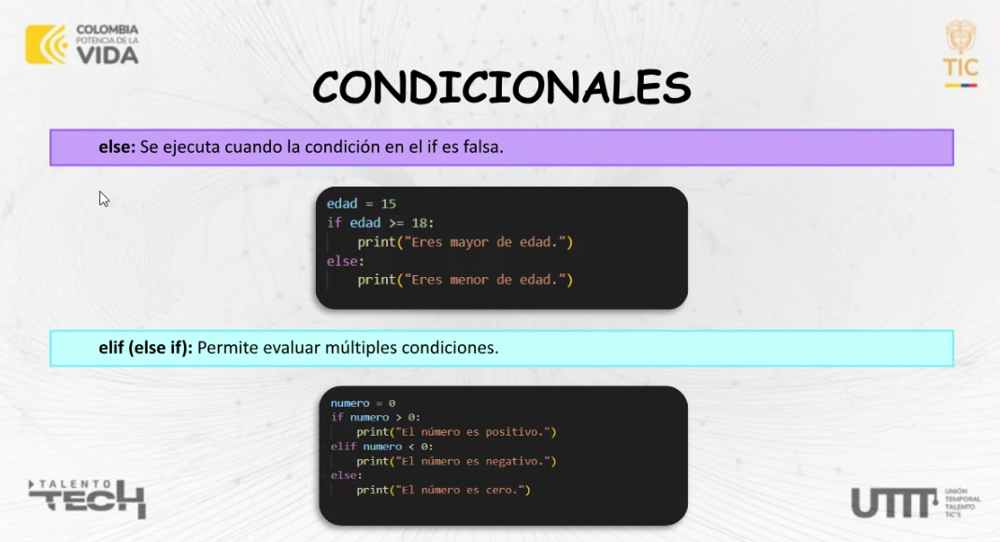 COLOMBIA
POTENCIA DE LA
VIDA
TIC
CONDICIONALES
else: Se ejecuta cuando la condición en el if es falsa.
edad = 15
if edad >= 18:
    print("Eres mayor de edad.")
else:
    print("Eres menor de edad.")
elif (else if): Permite evaluar múltiples condiciones.
numero = 0
if numero > 0:
    print("El número es positivo.")
elif numero < 0:
    print("El número es negativo.")
else:
    print("El número es cero.")
TALENTO
TECH
UTTT
UNIÓN
TEMPORAL
TALENTO
TIC'S